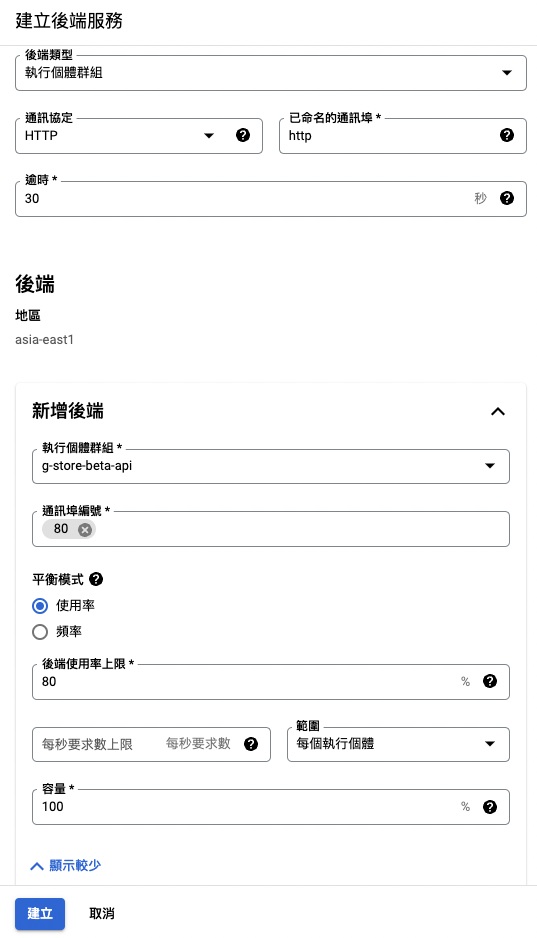 建立後端服務
後端類型
執行個體群組
通訊協定
HTTP
已命名的通訊埠 *
http
逾時 *
30
秒
後端
地區
asia-east1
新增後端
執行個體群組 *
g-store-beta-api
通訊埠編號 *
80
平衡模式
使用率
頻率
後端使用率上限 *
80
%
每秒要求數上限
每秒要求數
範圍
每個執行個體
容量 *
100
%
顯示較少
建立
取消